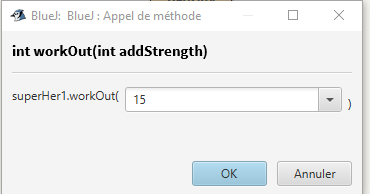 BlueJ: BlueJ : Appel de méthode
int workOut(int addStrength)
superHer1.workOut( 15 )
OK Annuler